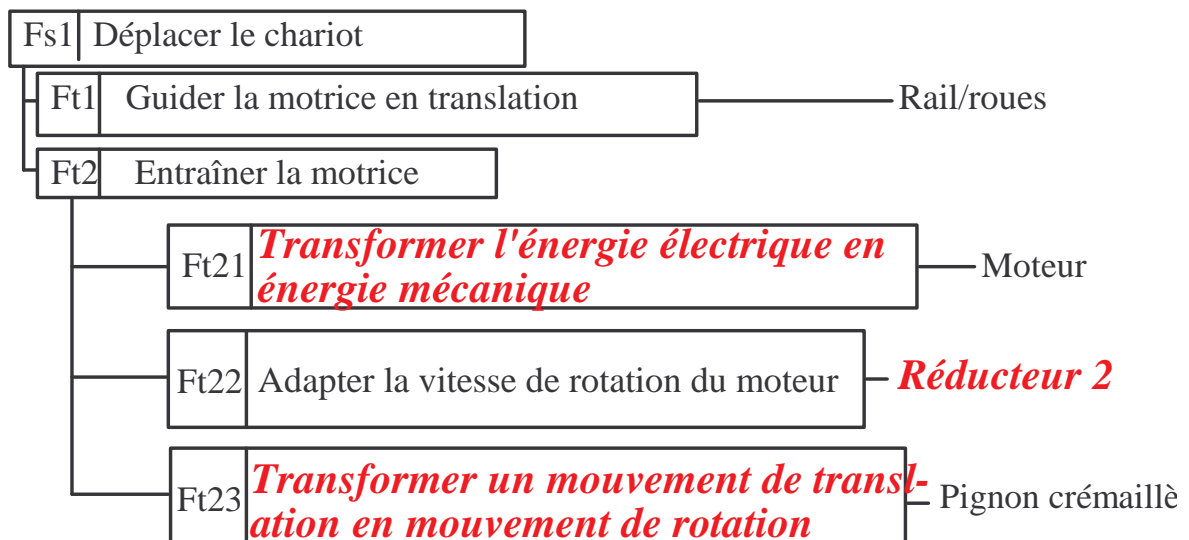 Fs1 Déplacer le chariot
Ft1 Guider la motrice en translation Rail/roues
Ft2 Entraîner la motrice
Ft21 Transformer l'énergie électrique en
énergie mécanique
Moteur
Ft22 Adapter la vitesse de rotation du moteur Réducteur 2
Ft23 Transformer un mouvement de transl-
ation en mouvement de rotation
Pignon crémaillè